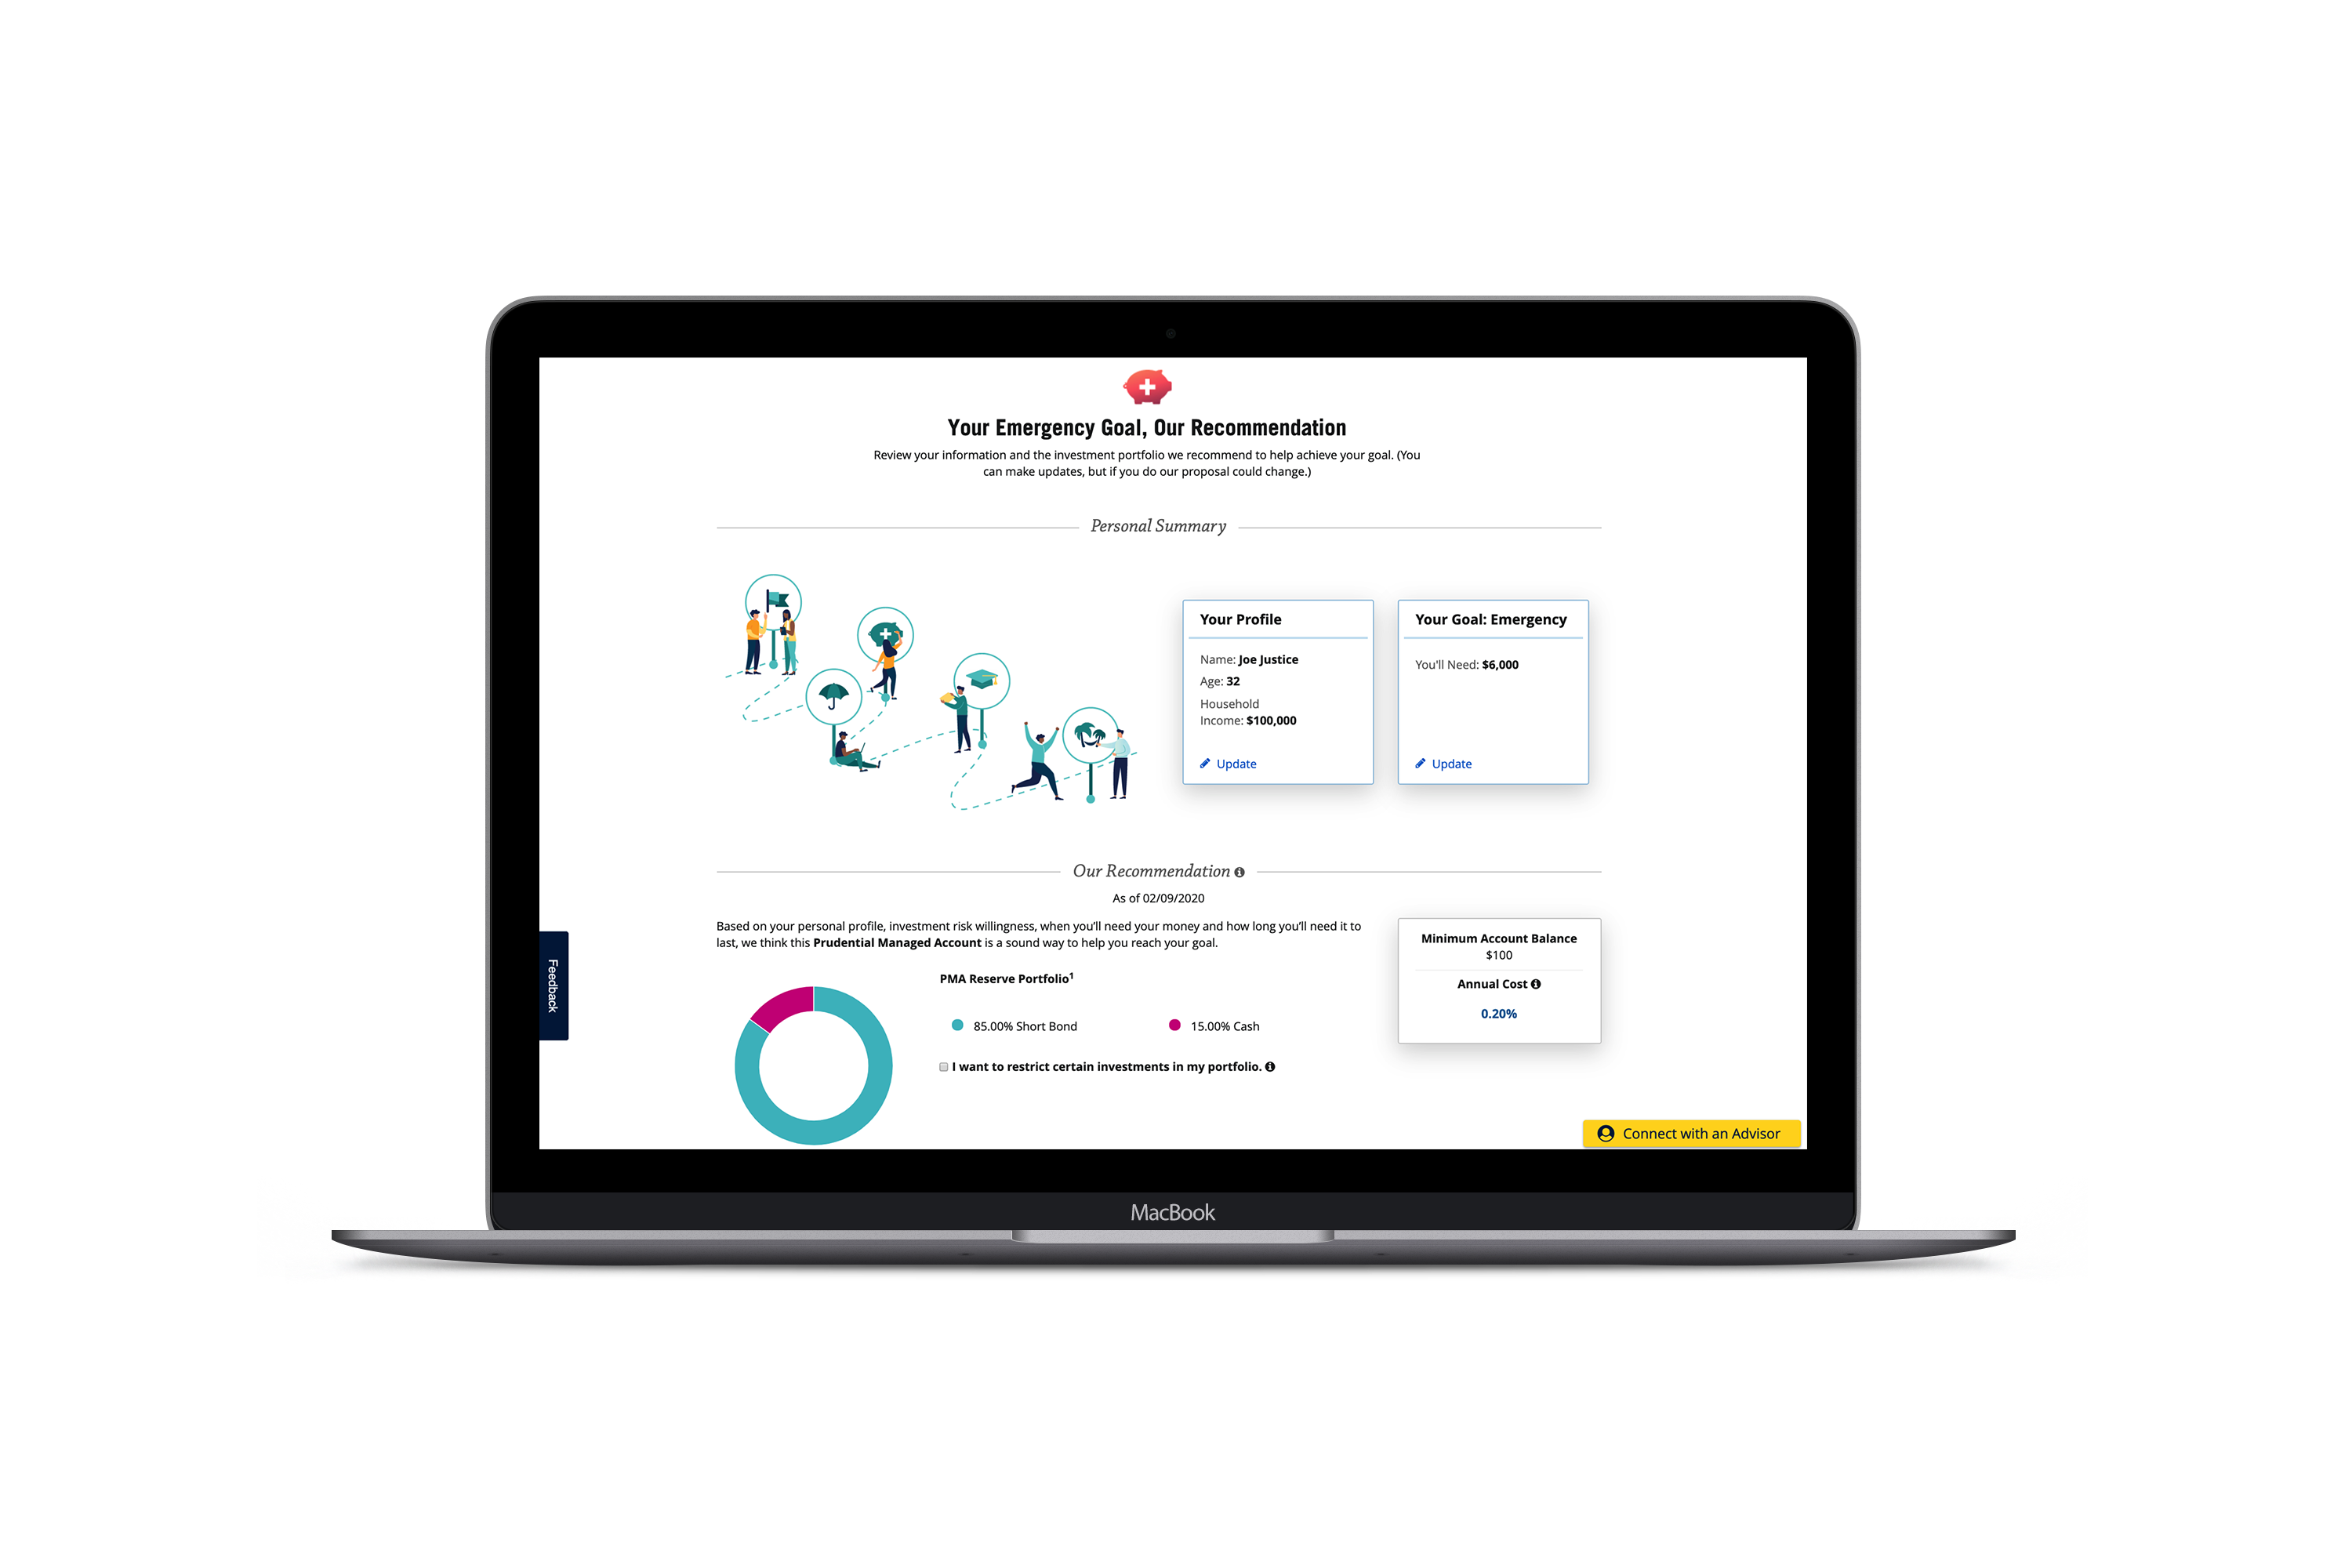 Your Emergency Goal, Our Recommendation
Review your information and the investment portfolio we recommend to help achieve your goal. (You
can make updates, but if you do our proposal could change.)
Personal Summary
Your Profile
Name: Joe Justice
Age: 32
Household
Income: $100,000
Update
Your Goal: Emergency
You'll Need: $6,000
Update
Our Recommendation
As of 02/09/2020
Based on your personal profile, investment risk willingness, when you'll need your money and how long you'll need it to
last, we think this Prudential Managed Account is a sound way to help you reach your goal.
PMA Reserve Portfolio1
85.00% Short Bond
15.00% Cash
I want to restrict certain investments in my portfolio.
Minimum Account Balance
$100
Annual Cost
0.20%
Feedback
Connect with an Advisor
MacBook